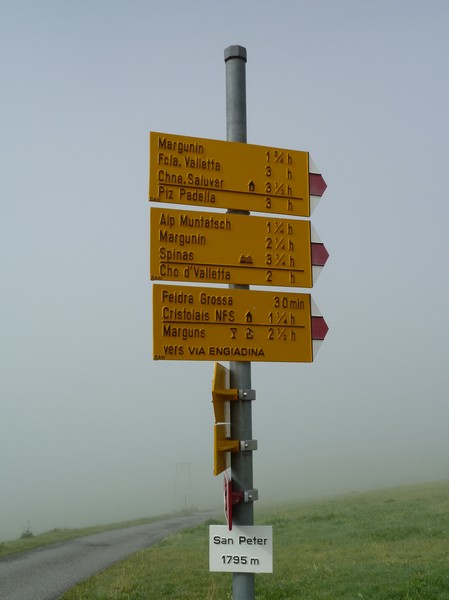 Margunin 1 ¾ h
Fcla. Valletta 3 h
Chna. Saluver 3 ½ h
Piz Padella 3 h
Alp Muntatsch 1 ¼ h
Margunin 2 ¼ h
Spinas 3 ¼ h
Cho d'Valletta 2 h
Peidra Grossa 30 min
Cristolais NFS 1 ¼ h
Marguns 2 ½ h
vers VIA ENGIADINA
San Peter
1795 m